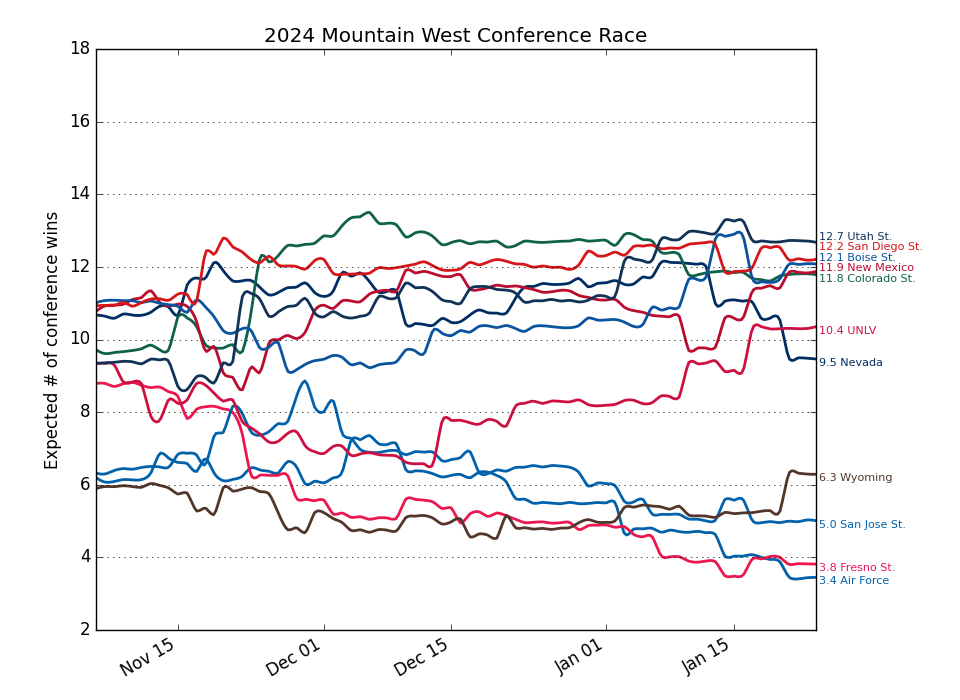 2024 Mountain West Conference Race
Expected # of conference wins
18
16
14
12
10
8
6
4
2
Nov 15
Dec 01
Dec 15
Jan 01
Jan 15
12.7 Utah St.
12.2 San Diego St.
12.1 Boise St.
11.9 New Mexico
11.8 Colorado St.
10.4 UNLV
9.5 Nevada
6.3 Wyoming
5.0 San Jose St.
3.8 Fresno St.
3.4 Air Force